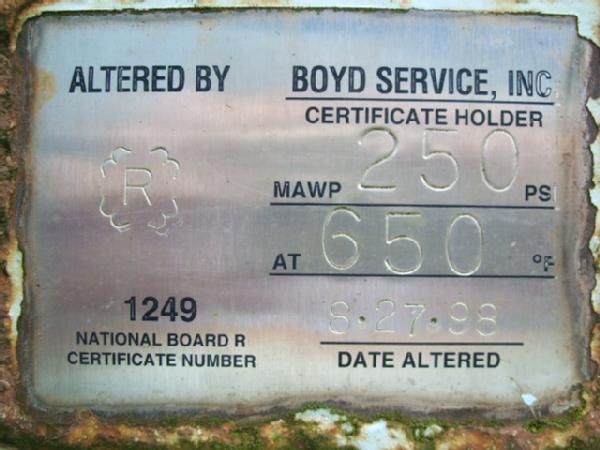 ALTERED BY BOYD SERVICE, INC.
CERTIFICATE HOLDER
R
MAWP 250 PSI
AT 650 °F
1249
NATIONAL BOARD R
CERTIFICATE NUMBER
8·27·98
DATE ALTERED